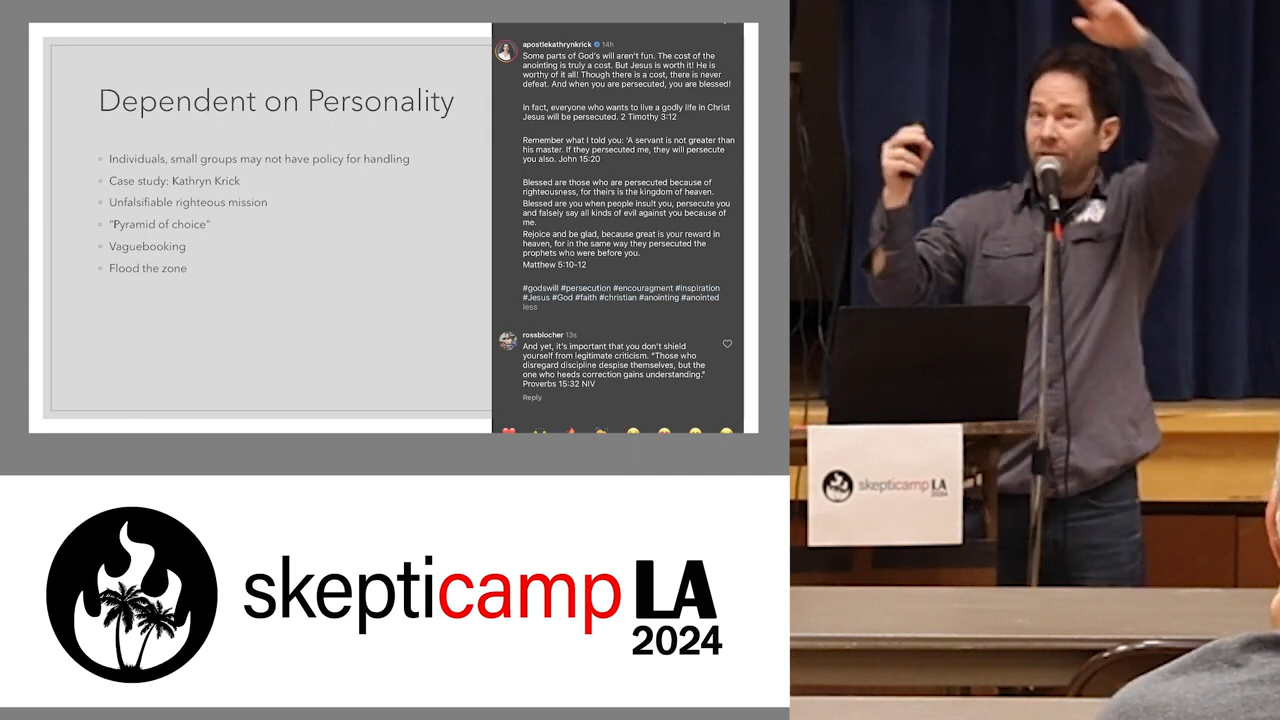 Dependent on Personality
◦ Individuals, small groups may not have policy for handling
◦ Case study: Kathryn Krick
◦ Unfalsifiable righteous mission
◦ “Pyramid of choice”
◦ Vaguebooking
◦ Flood the zone
apostlekathrynkrick 14h
Some parts of God's will aren't fun. The cost of the
anointing is truly a cost. But Jesus is worth it! He is
worthy of it all! Though there is a cost, there is never
defeat. And when you are persecuted, you are blessed!
In fact, everyone who wants to live a godly life in Christ
Jesus will be persecuted. 2 Timothy 3:12
Remember what I told you: 'A servant is not greater than
his master. If they persecuted me, they will persecute
you also. John 15:20
Blessed are those who are persecuted because of
righteousness, for theirs is the kingdom of heaven.
Blessed are you when people insult you, persecute you
and falsely say all kinds of evil against you because of
me.
Rejoice and be glad, because great is your reward in
heaven, for in the same way they persecuted the
prophets who were before you.
Matthew 5:10-12
#godswill #persecution #encouragment #inspiration
#Jesus #God #faith #christian #anointing #anointed
less
rossblocher 13s
And yet, it's important that you don't shield
yourself from legitimate criticism. "Those who
disregard discipline despise themselves, but the
one who heeds correction gains understanding."
Proverbs 15:32 NIV
Reply
skepticamp LA
2024
skepticamp LA
2024